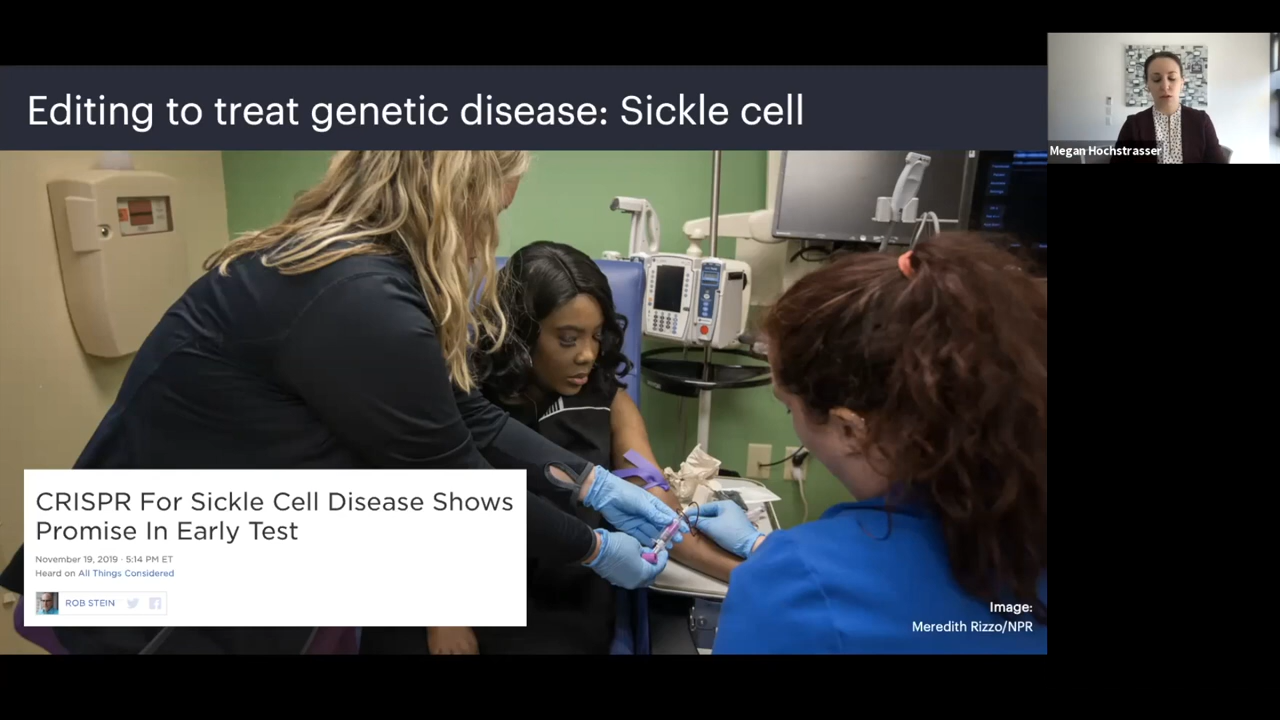 Editing to treat genetic disease: Sickle cell
Megan Hochstrasser
CRISPR For Sickle Cell Disease Shows
Promise In Early Test
November 19, 2019 · 5:14 PM ET
Heard on All Things Considered
ROB STEIN
Image:
Meredith Rizzo/NPR